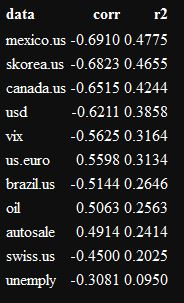 data corr r2
mexico.us -0.6910 0.4775
skorea.us -0.6823 0.4655
canada.us -0.6515 0.4244
usd -0.6211 0.3858
vix -0.5625 0.3164
us.euro 0.5598 0.3134
brazil.us -0.5144 0.2646
oil 0.5063 0.2563
autosale 0.4914 0.2414
swiss.us -0.4500 0.2025
unemply -0.3081 0.0950